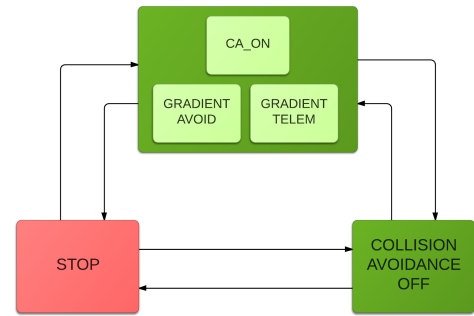 CA_ON
GRADIENT
AVOID
GRADIENT
TELEM
STOP
COLLISION
AVOIDANCE
OFF